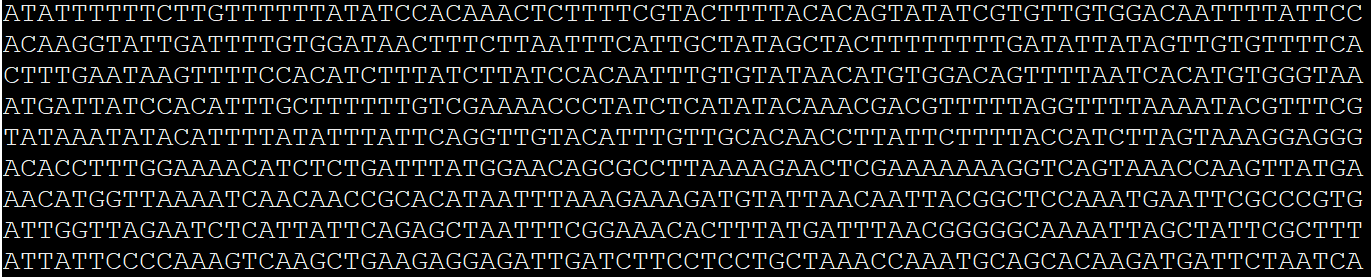 ATATTTTTTCTTGTTTTTTATATCCACAAACTCTTTTCGTACTTTTACACAGTATATCGTGTTGTGGACAATTTTATTCC
ACAAGGTATTGATTTTGTGGATAACTTTCTTAATTTCATTGCTATAGCTACTTTTTTTTGATATTATAGTTGTGTTTTCA
CTTTGAATAAGTTTTCCACATCTTTATCTTATCCACAATTTGTGTATAACATGTGGACAGTTTTAATCACATGTGGGTAA
ATGATTATCCACATTTGCTTTTTTGTCGAAAACCCTATCTCATATACAAACGACGTTTTTAGGTTTTAAAATACGTTTCG
TATAAATATACATTTTATATTTATTCAGGTTGTACATTTGTTGCACAACCTTATTCTTTTACCATCTTAGTAAAGGAGGG
ACACCTTTGGAAAACATCTCTGATTTATGGAACAGCGCCTTAAAAGAACTCGAAAAAAAGGTCAGTAAACCAAGTTATGA
AACATGGTTAAAATCAACAACCGCACATAATTTAAAGAAAGATGTATTAACAATTACGGCTCCAAATGAATTCGCCCGTG
ATTGGTTAGAATCTCATTATTCAGAGCTAATTTCGGAAACACTTTATGATTTAACGGGGGCAAAATTAGCTATTCGCTTT
ATTATTCCCCAAAGTCAAGCTGAAGAGGAGATTGATCTTCCTCCTGCTAAACCAAATGCAGCACAAGATGATTCTAATCA